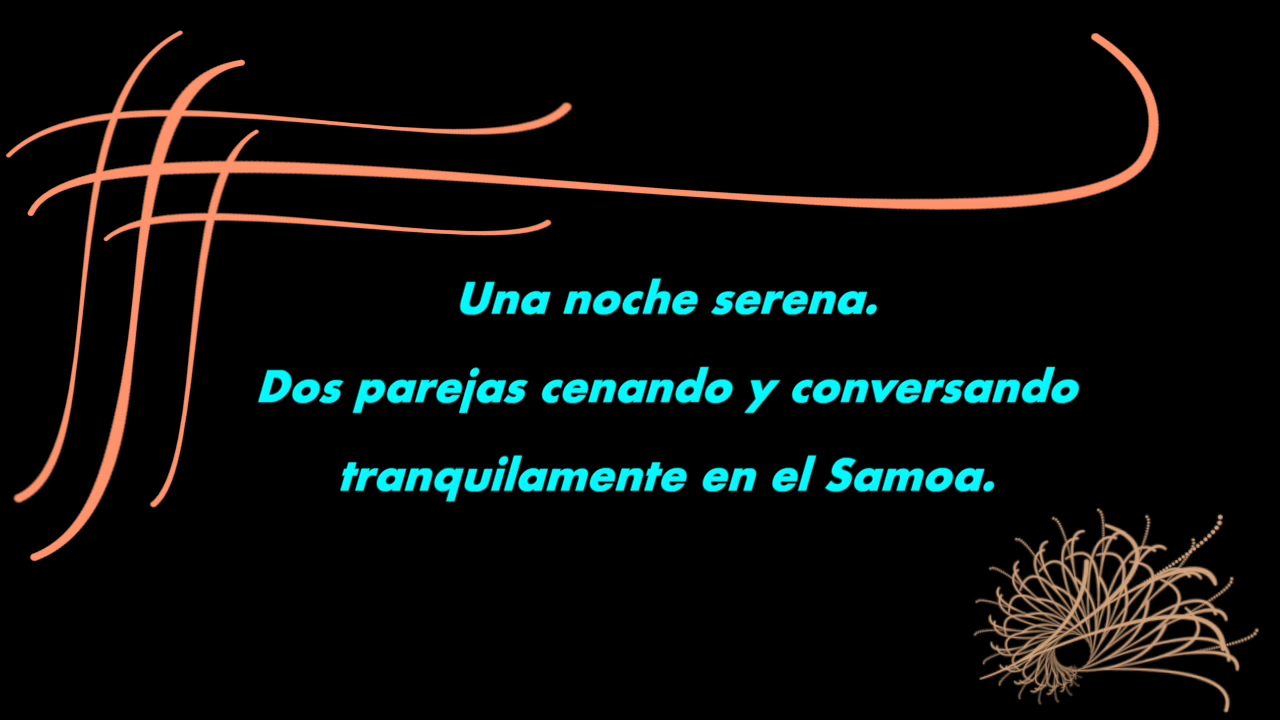 Una noche serena.
Dos parejas cenando y conversando
tranquilamente en el Samoa.